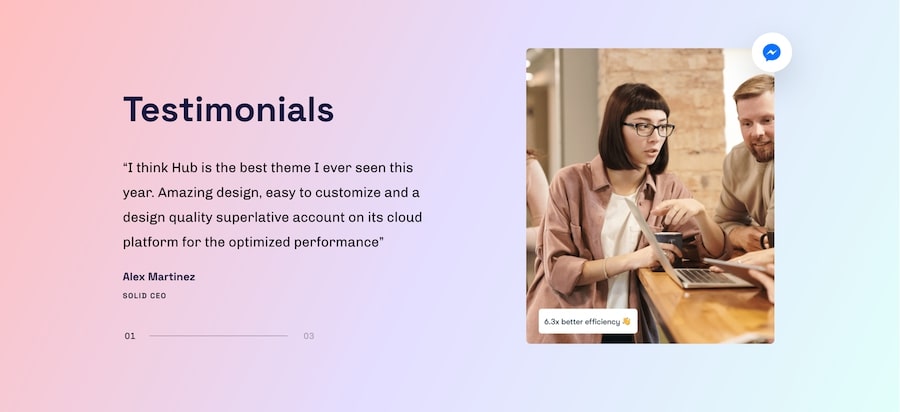 Testimonials
“I think Hub is the best theme I ever seen this
year. Amazing design, easy to customize and a
design quality superlative account on its cloud
platform for the optimized performance”
Alex Martinez
SOLID CEO
01
03
6.3x better efficiency 👋